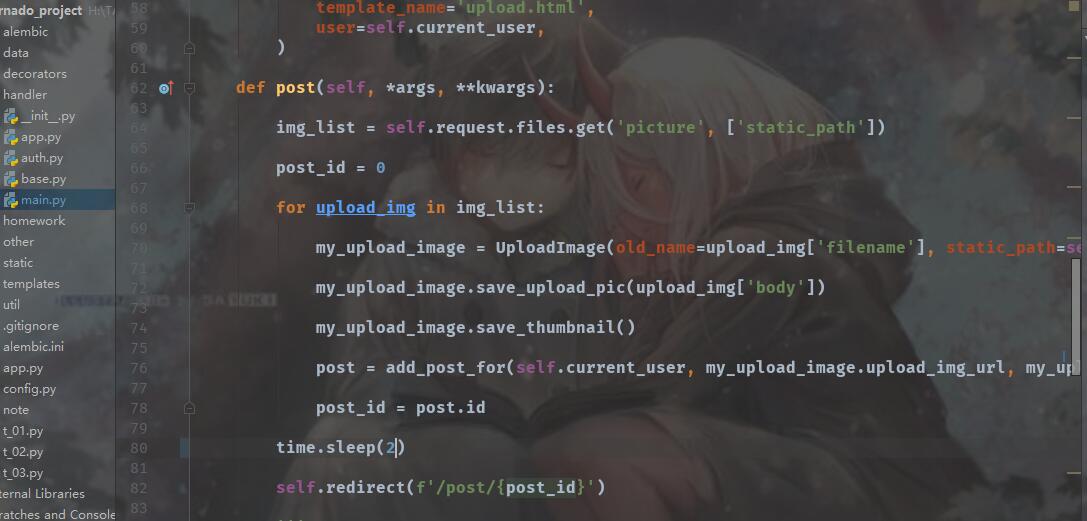 rnado_project H:\T
alembic
data
decorators
handler
__init__.py
app.py
auth.py
base.py
main.py
homework
other
static
templates
util
.gitignore
alembic.ini
app.py
config.py
note
t_01.py
t_02.py
t_03.py
ternal Libraries
ratches and Console
58 template_name='upload.html',
59 user=self.current_user,
60 )
61
62 def post(self, *args, **kwargs):
63
64 img_list = self.request.files.get('picture', ['static_path'])
65
66 post_id = 0
67
68 for upload_img in img_list:
69
70 my_upload_image = UploadImage(old_name=upload_img['filename'], static_path=se
71
72 my_upload_image.save_upload_pic(upload_img['body'])
73
74 my_upload_image.save_thumbnail()
75
76 post = add_post_for(self.current_user, my_upload_image.upload_img_url, my_up
77
78 post_id = post.id
79
80 time.sleep(2)
81
82 self.redirect(f'/post/{post_id}')
83